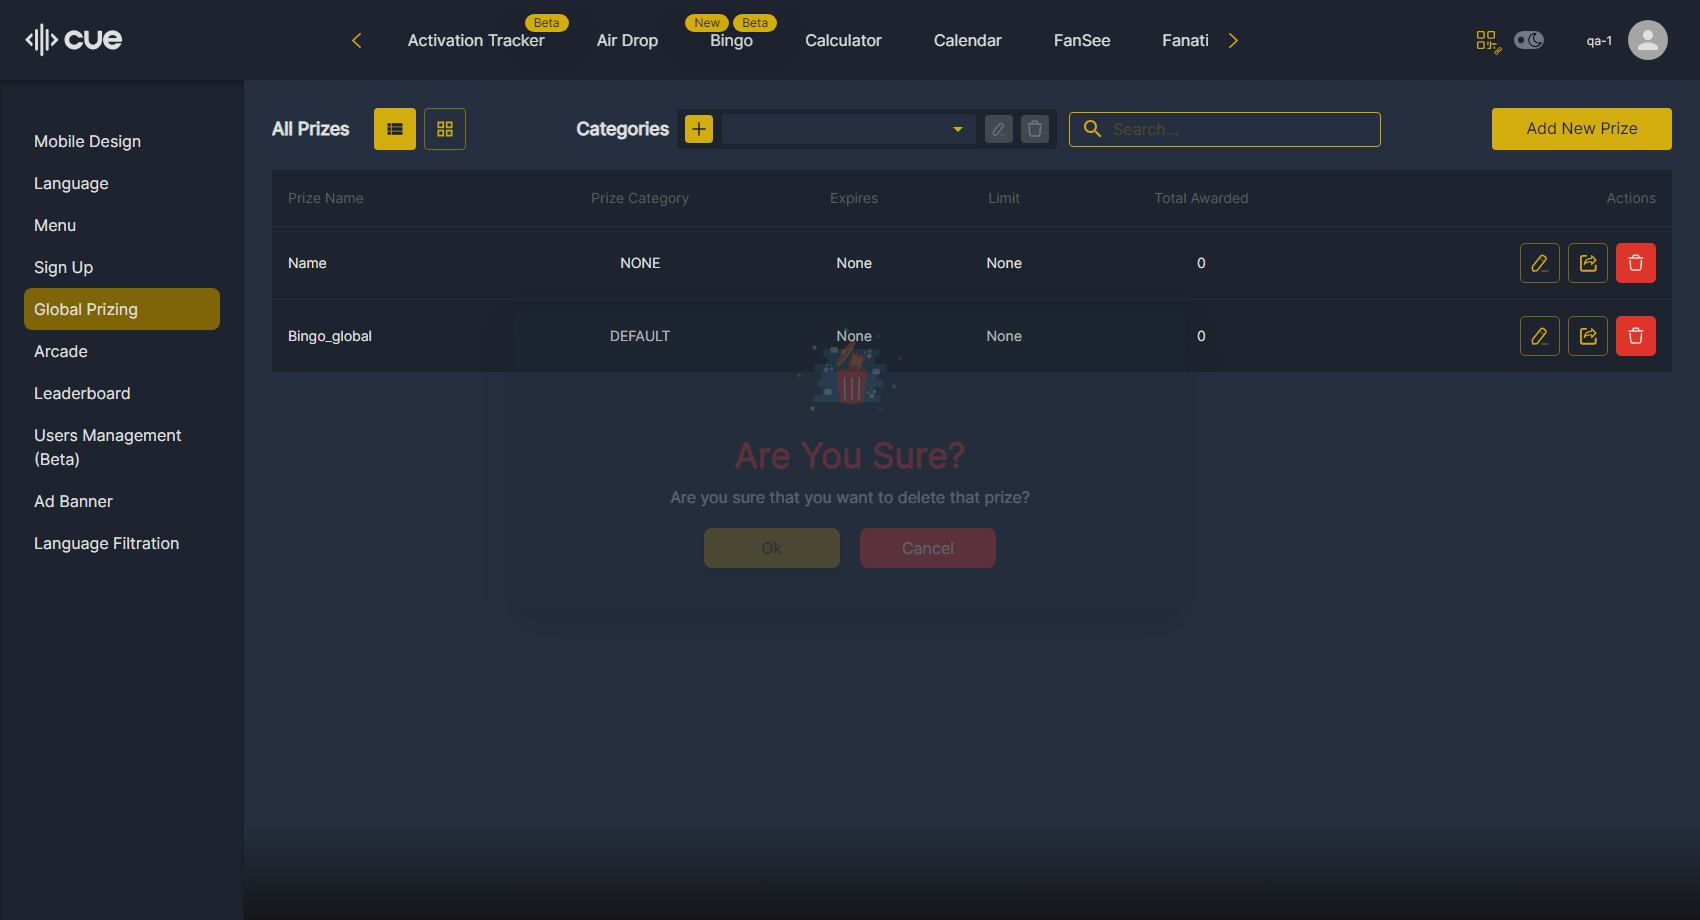 cue
Beta
New
Beta
Activation Tracker
Air Drop
Bingo
Calculator
Calendar
FanSee
Fanati
qa-1
Mobile Design
Language
Menu
Sign Up
Global Prizing
Arcade
Leaderboard
Users Management
(Beta)
Ad Banner
Language Filtration
All Prizes
Categories
Search...
Add New Prize
Prize Name Prize Category Expires Limit Total Awarded Actions
Name NONE None None 0
Bingo_global DEFAULT None None 0
Are You Sure?
Are you sure that you want to delete that prize?
Ok
Cancel